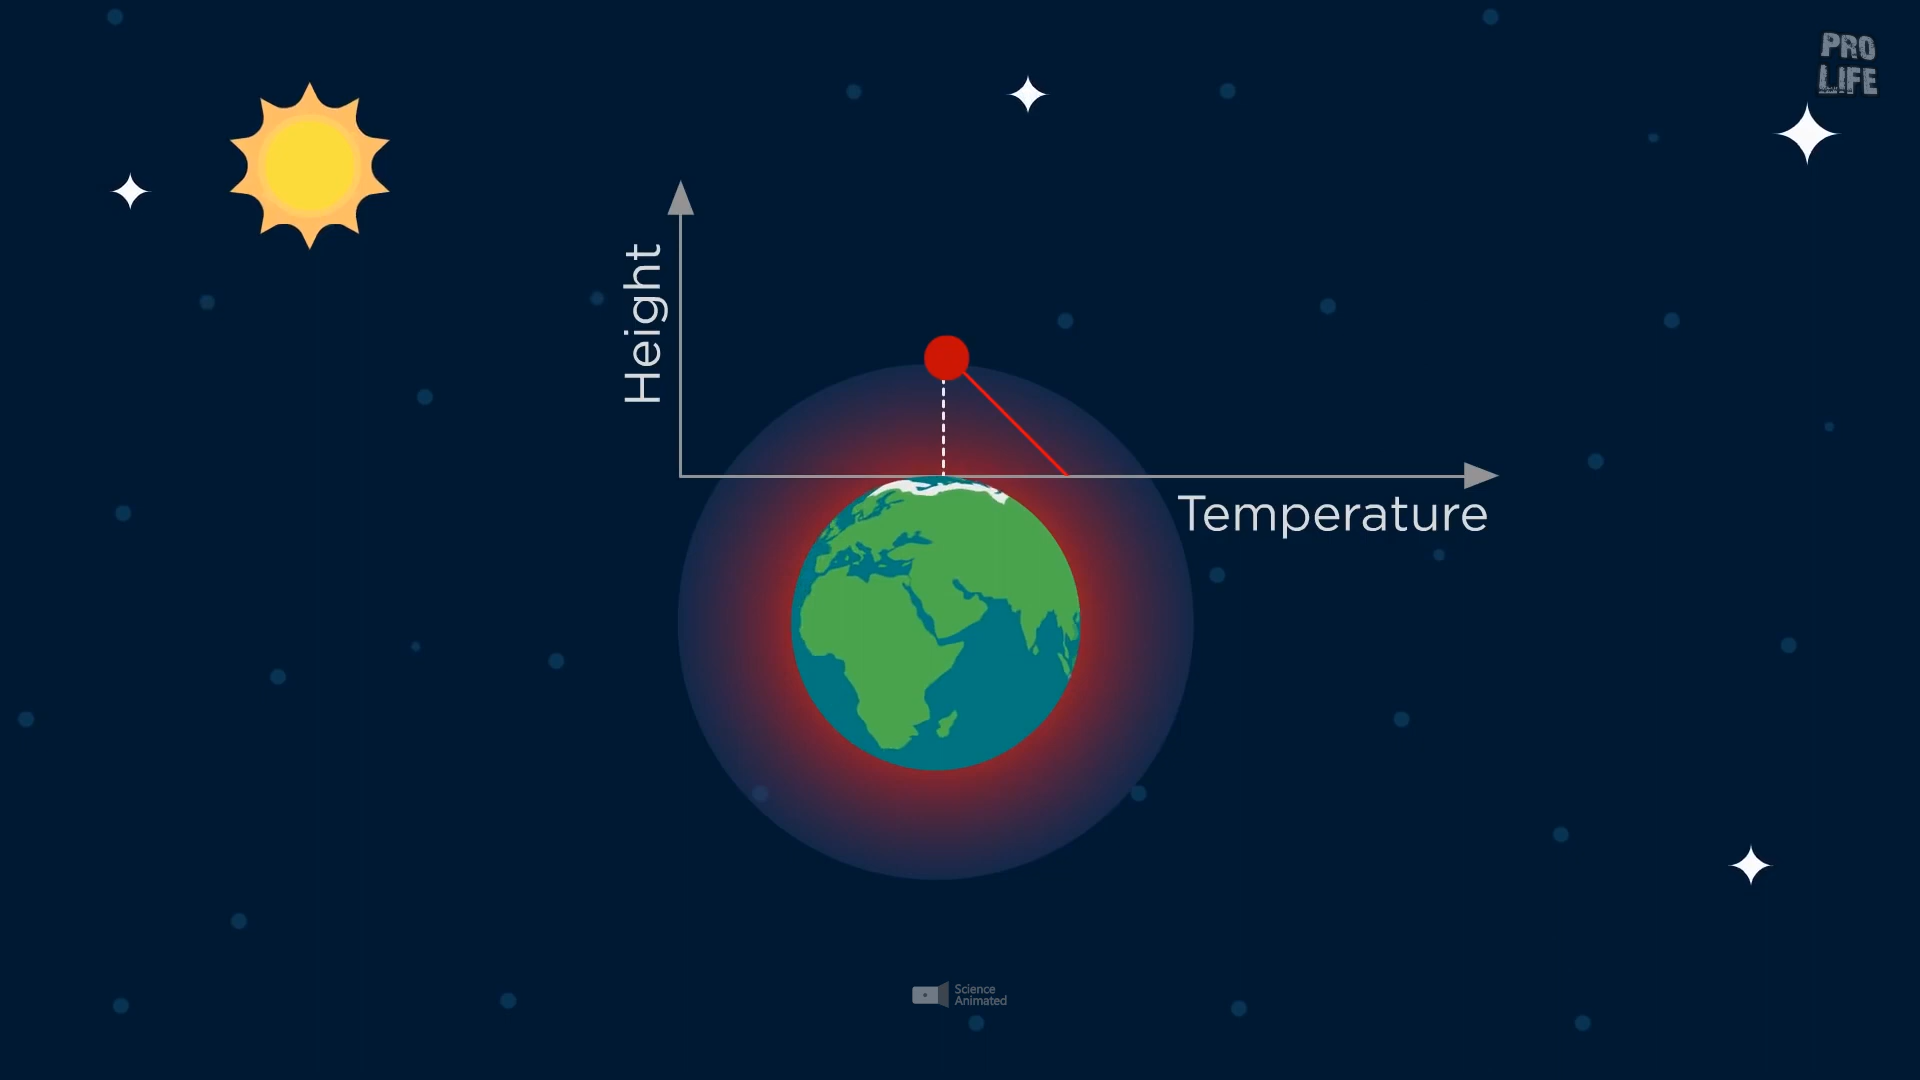 PRO
LIFE
Height
Temperature
Science
Animated